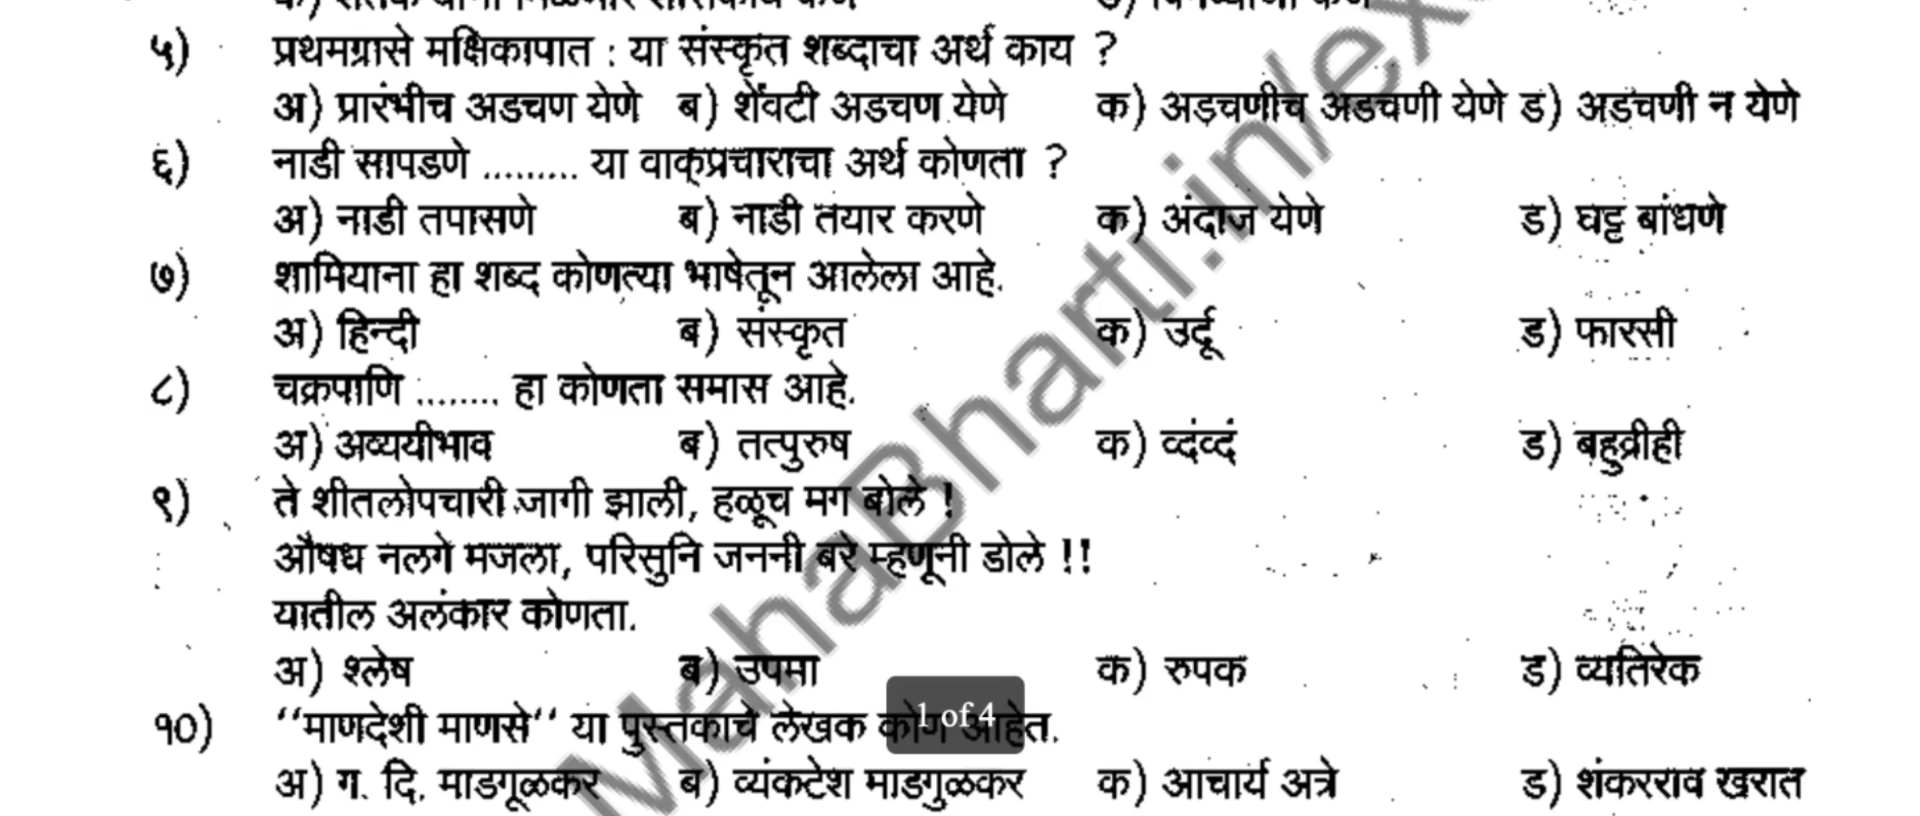 ५) प्रथमग्रासे मक्षिकापात : या संस्कृत शब्दाचा अर्थ काय ?
अ) प्रारंभीच अडचण येणे ब) शेंवटी अडचण येणे क) अडचणीच अडचणी येणे ड) अडचणी न येणे
६) नाडी सापडणे ......... या वाक्प्रचाराचा अर्थ कोणता ?
अ) नाडी तपासणे ब) नाडी तयार करणे क) अंदाज येणे ड) घट्ट बांधणे
७) शामियाना हा शब्द कोणत्या भाषेतून आलेला आहे.
अ) हिन्दी ब) संस्कृत क) उर्दू ड) फारसी
८) चक्रपाणि ........ हा कोणता समास आहे.
अ) अव्ययीभाव ब) तत्पुरुष क) व्दंव्दं ड) बहुव्रीही
९) ते शीतलोपचारी जागी झाली, हळूच मग बोले !
औषध नलगे मजला, परिसुनि जननी बरे म्हणूनी डोले !!
यातील अलंकार कोणता.
अ) श्लेष ब) उपमा क) रुपक ड) व्यतिरेक
१०) ‘‘माणदेशी माणसे‘‘ या पुस्तकाचे लेखक कोण आहेत.
1 of 4
अ) ग. दि. माडगूळकर ब) व्यंकटेश माडगुळकर क) आचार्य अत्रे ड) शंकरराव खरात
MahaBharti.in/ex